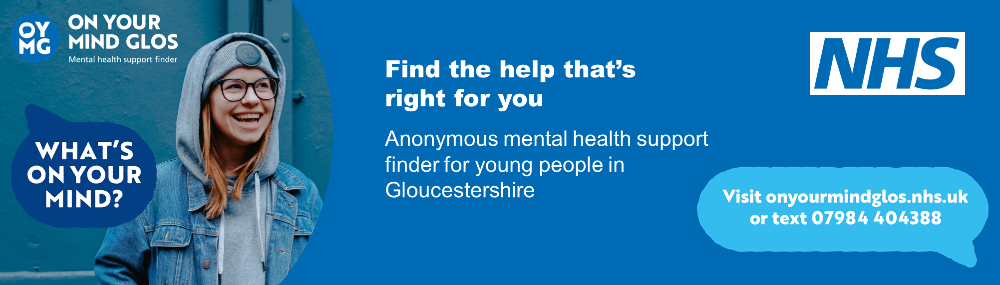 OY
MG
ON YOUR
MIND GLOS
Mental health support finder
WHAT'S
ON YOUR
MIND?
Find the help that’s
right for you
Anonymous mental health support
finder for young people in
Gloucestershire
NHS
Visit onyourmindglos.nhs.uk
or text 07984 404388